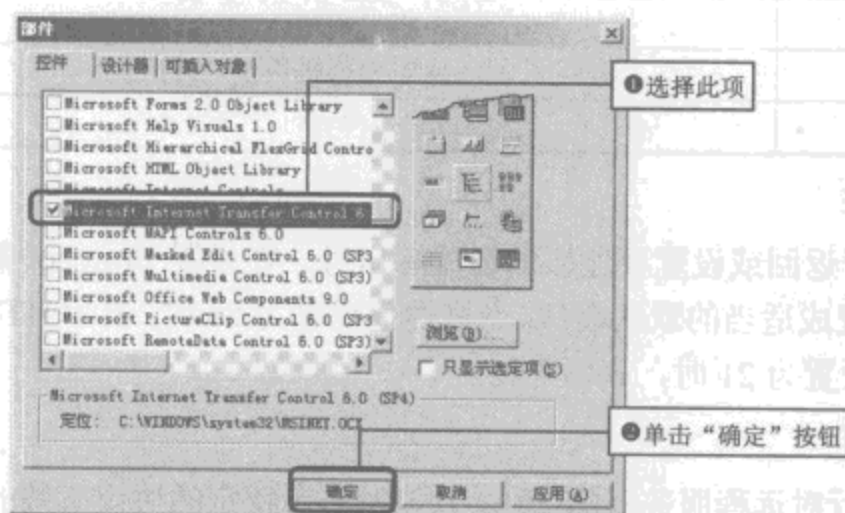 部件
控件 设计器 可插入对象
Microsoft Forms 2.0 Object Library
Microsoft Help Visuals 1.0
Microsoft Hierarchical FlexGrid Contro
Microsoft HTML Object Library
Microsoft Internet Controls
Microsoft Internet Transfer Control 6
Microsoft MAPI Controls 6.0
Microsoft Masked Edit Control 6.0 (SP3
Microsoft Multimedia Control 6.0 (SP3)
Microsoft Office Web Components 9.0
Microsoft PictureClip Control 6.0 (SP3
Microsoft RemoteData Control 6.0 (SP3)
❶选择此项
浏览(B)...
只显示选定项(S)
Microsoft Internet Transfer Control 6.0 (SP4)
定位: C:\WINDOWS\system32\MSINET.OCX
❷单击“确定”按钮
确定 取消 应用(A)